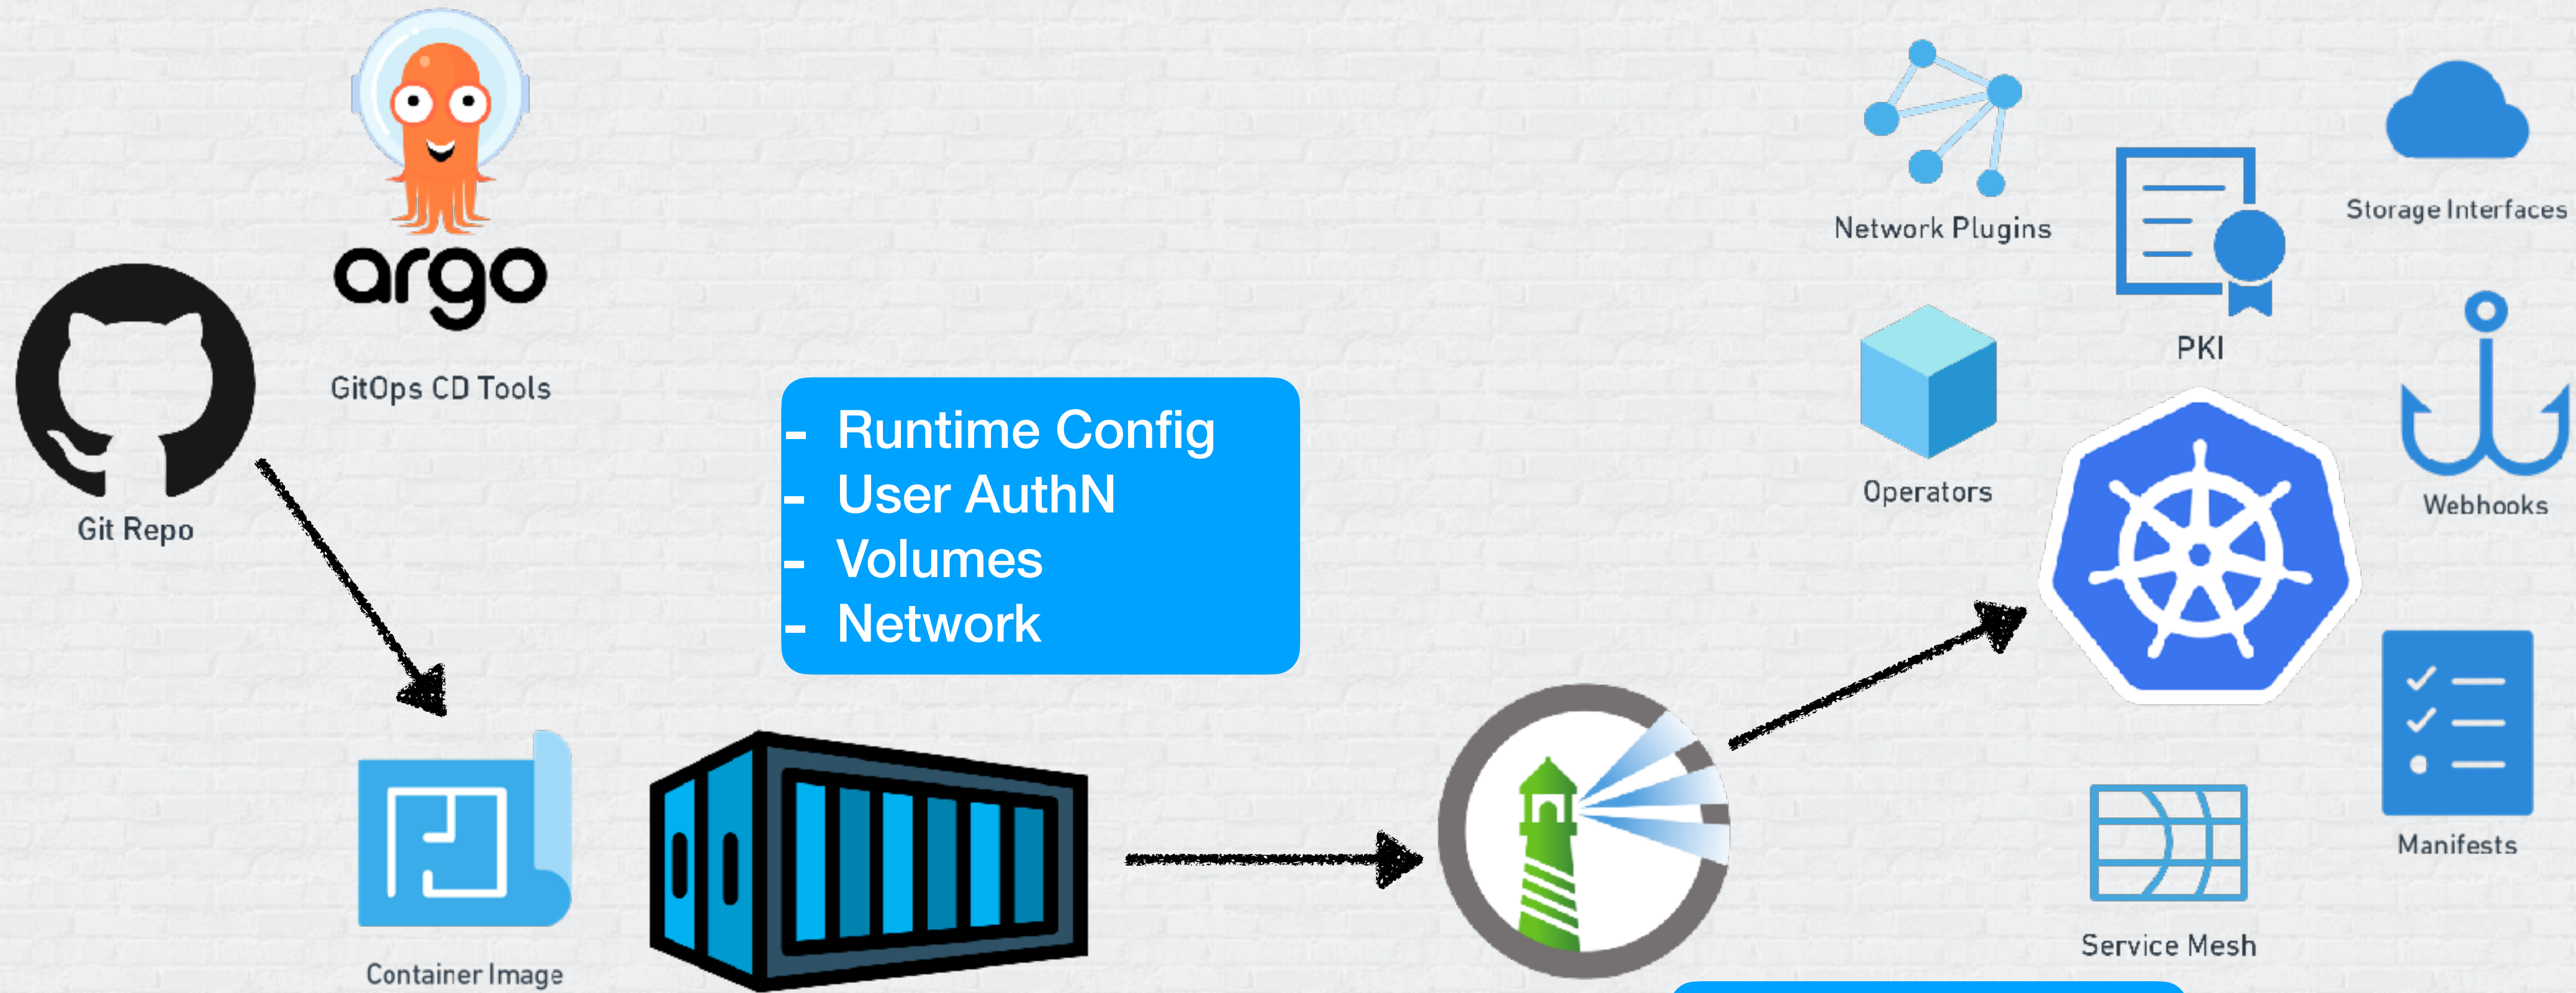 argo
GitOps CD Tools
Git Repo
- Runtime Config
- User AuthN
- Volumes
- Network
Container Image
Network Plugins
Storage Interfaces
PKI
Operators
Webhooks
Manifests
Service Mesh